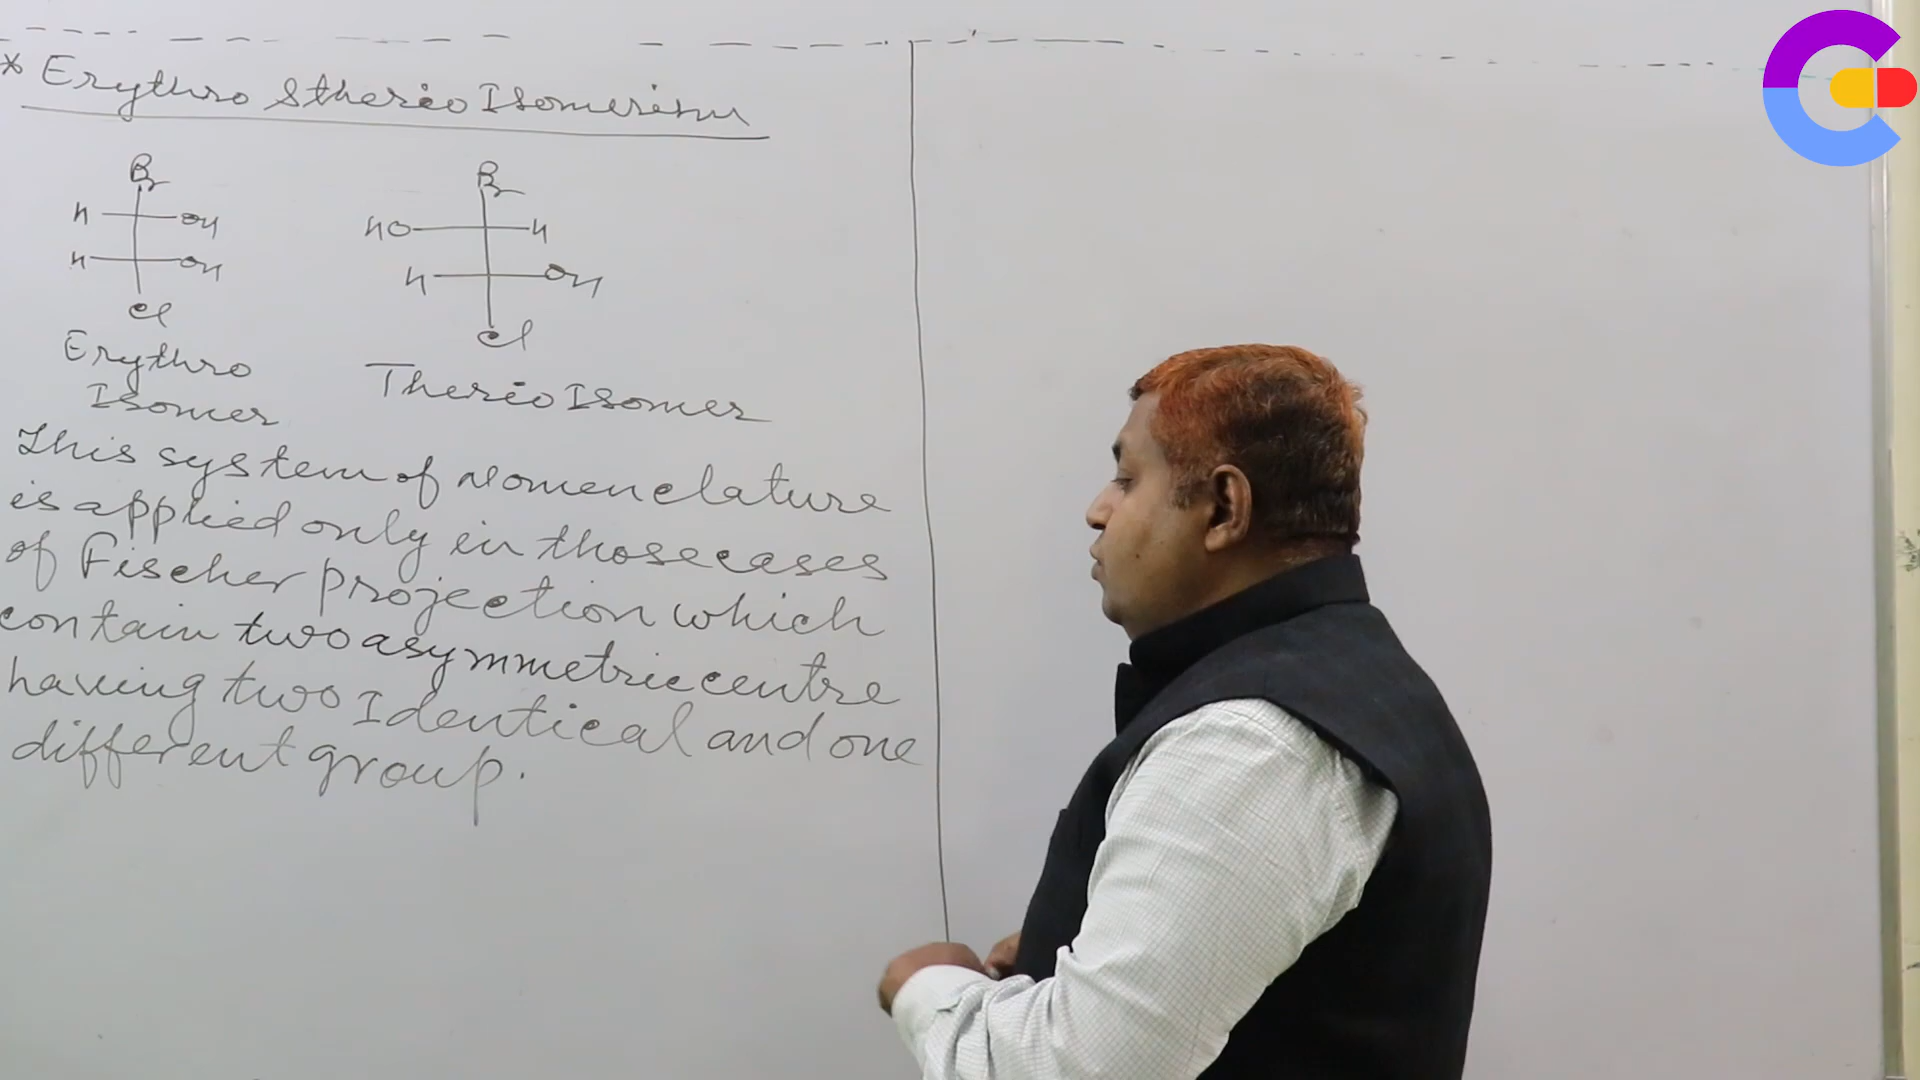 * Erythro & thereo Isomerism
Br
H OH
H OH
Cl
Erythro
Isomer
Br
HO H
H OH
Cl
Thereo Isomer
This system of Nomenclature
is applied only in those cases
of Fischer projection which
contain two asymmetric centre
having two Identical and one
different group.